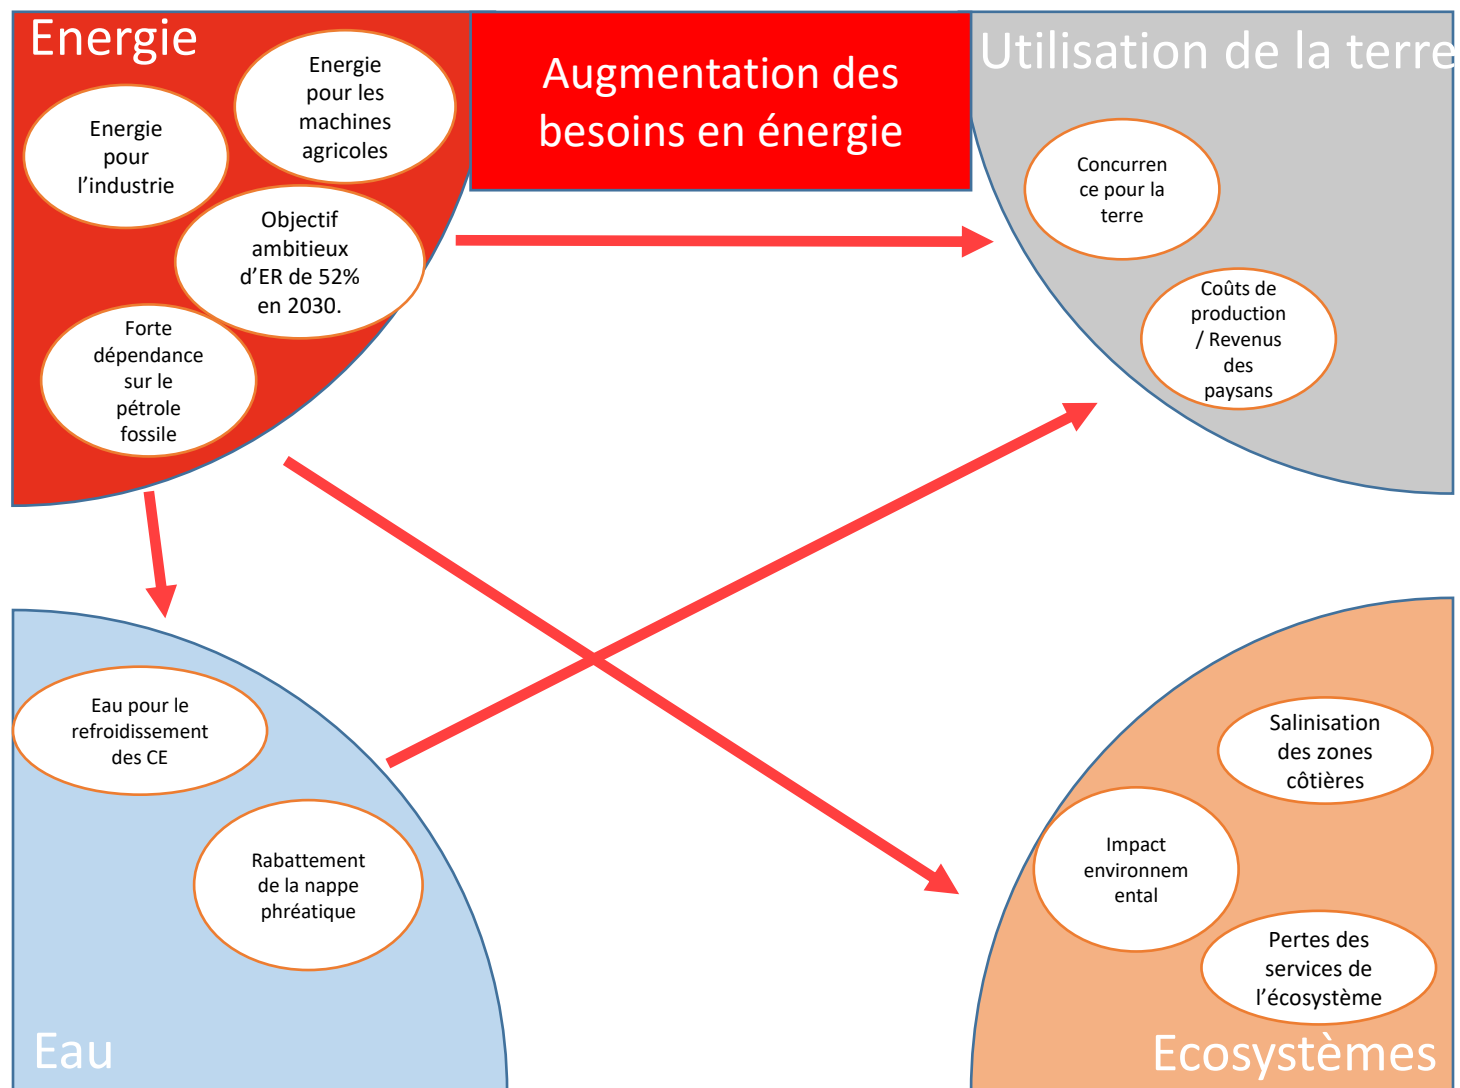 Energie
Energie
pour les
machines
agricoles
Energie
pour
l’industrie
Objectif
ambitieux
d’ER de 52%
en 2030.
Forte
dépendance
sur le
pétrole
fossile
Augmentation des
besoins en énergie
Utilisation de la terre
Concurren
ce pour la
terre
Coûts de
production
/ Revenus
des
paysans
Eau pour le
refroidissement
des CE
Rabattement
de la nappe
phréatique
Eau
Salinisation
des zones
côtières
Impact
environnem
ental
Pertes des
services de
l’écosystème
Ecosystèmes